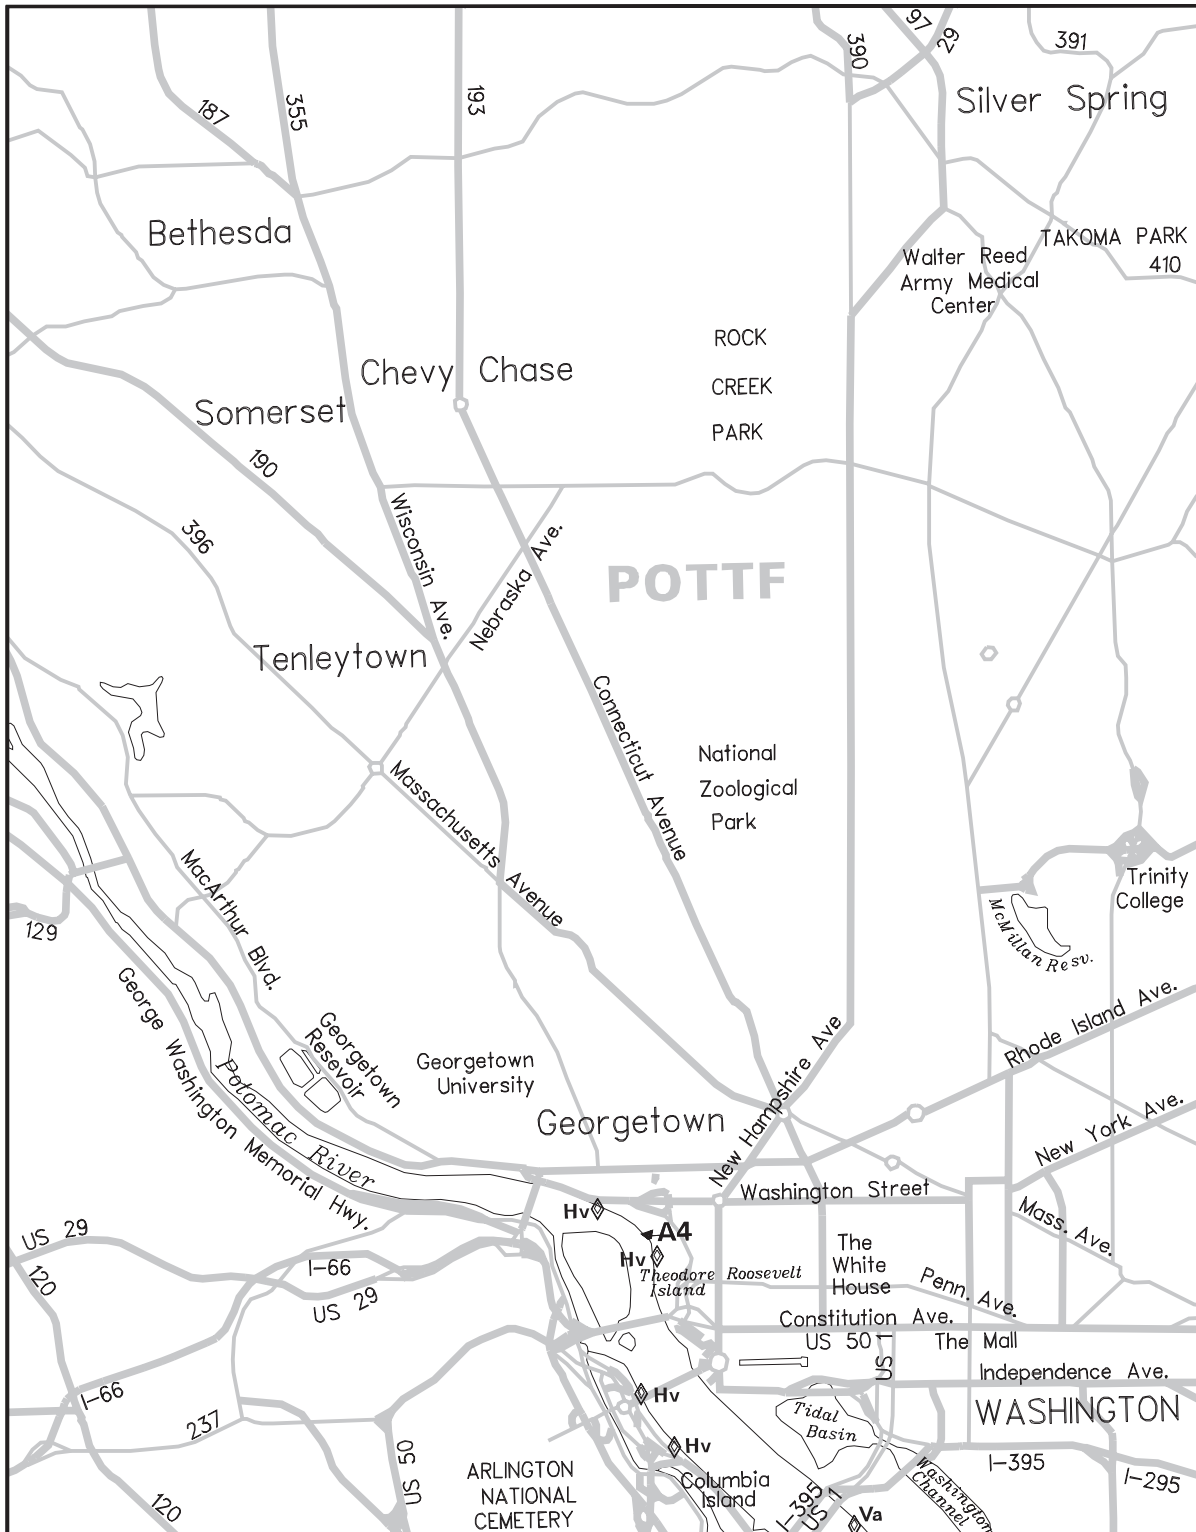 97
29
390
391
187
355
193
Silver Spring
Bethesda
TAKOMA PARK
410
Walter Reed
Army Medical
Center
ROCK
CREEK
PARK
Chevy Chase
Somerset
190
396
Wisconsin Ave.
Nebraska Ave.
POTTF
Tenleytown
Connecticut Avenue
National
Zoological
Park
Massachusetts Avenue
MacArthur Blvd.
Trinity
College
McMillan Resv.
129
George Washington Memorial Hwy.
Georgetown
Resevoir
Georgetown
University
Potomac River
Rhode Island Ave.
New Hampshire Ave
Georgetown
New York Ave.
Washington Street
Mass. Ave.
Hv
A4
Hv
Theodore Roosevelt
Island
The
White
House
Penn. Ave.
US 29
120
I-66
US 29
Constitution Ave.
US 50
1
US 1
The Mall
Independence Ave.
I-66
237
Hv
WASHINGTON
Tidal
Basin
Hv
US 50
ARLINGTON
NATIONAL
CEMETERY
Columbia
Island
I-395
US 1
Va
Washington
Channel
I-395
I-295
120